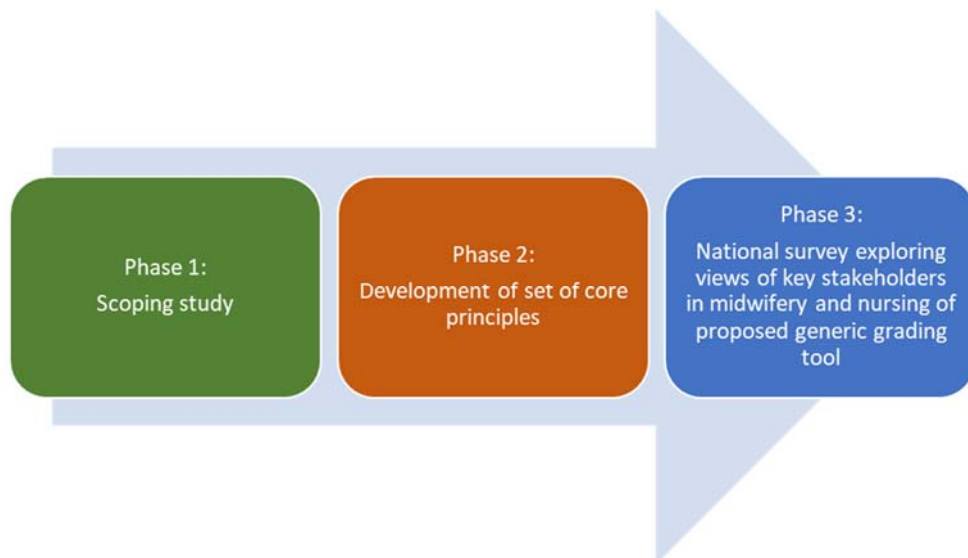 Phase 1:
Scoping study
Phase 2:
Development of set of core
principles
Phase 3:
National survey exploring
views of key stakeholders
in midwifery and nursing of
proposed generic grading
tool